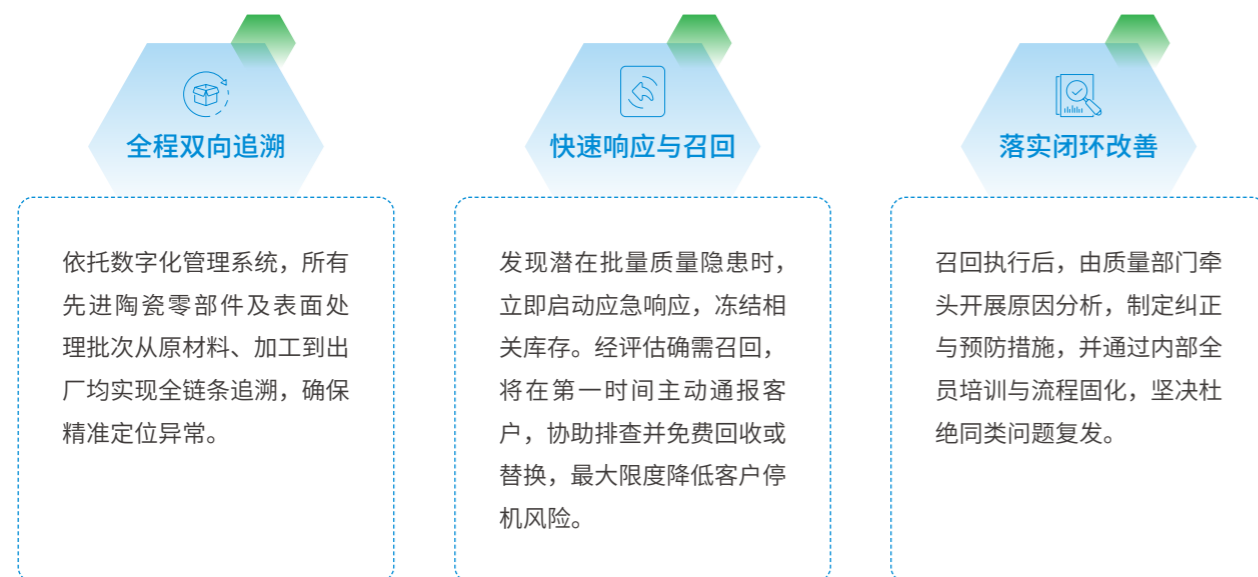 全程双向追溯
依托数字化管理系统，所有
先进陶瓷零部件及表面处
理批次从原材料、加工到出
厂均实现全链条追溯，确保
精准定位异常。
快速响应与召回
发现潜在批量质量隐患时，
立即启动应急响应，冻结相
关库存。经评估确需召回，
将在第一时间主动通报客
户，协助排查并免费回收或
替换，最大限度降低客户停
机风险。
落实闭环改善
召回执行后，由质量部门牵
头开展原因分析，制定纠正
与预防措施，并通过内部全
员培训与流程固化，坚决杜
绝同类问题复发。